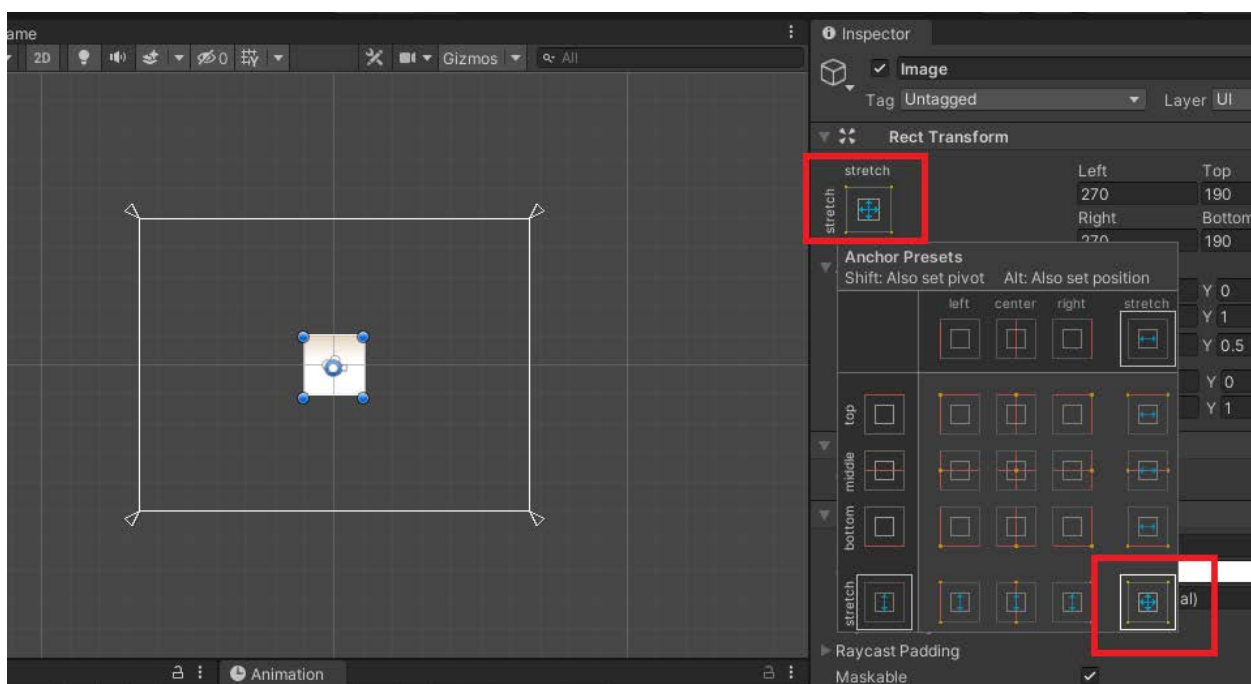 ame
Inspector
2D
0
Gizmos
All
Image
Tag Untagged
Layer UI
Rect Transform
stretch
stretch
Left
Top
270
190
Right
Bottom
270
190
Anchor Presets
Shift: Also set pivot Alt: Also set position
left center right stretch
top
middle
bottom
stretch
Y 0
Y 1
Y 0.5
Y 0
Y 1
al)
Raycast Padding
Maskable
Animation